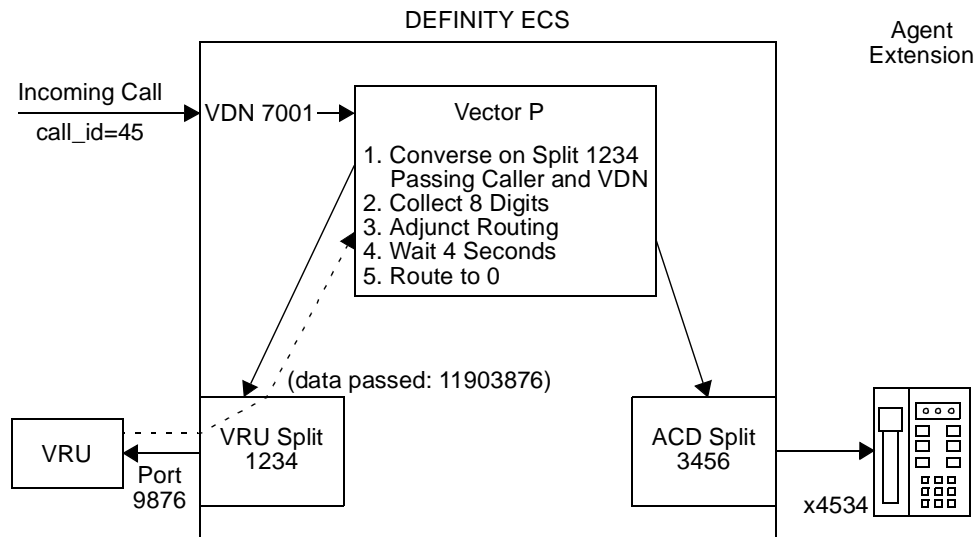 DEFINITY ECS
Agent
Extension
Incoming Call
call_id=45
VDN 7001
Vector P
1. Converse on Split 1234
Passing Caller and VDN
2. Collect 8 Digits
3. Adjunct Routing
4. Wait 4 Seconds
5. Route to 0
(data passed: 11903876)
VRU
Port
9876
VRU Split
1234
ACD Split
3456
x4534